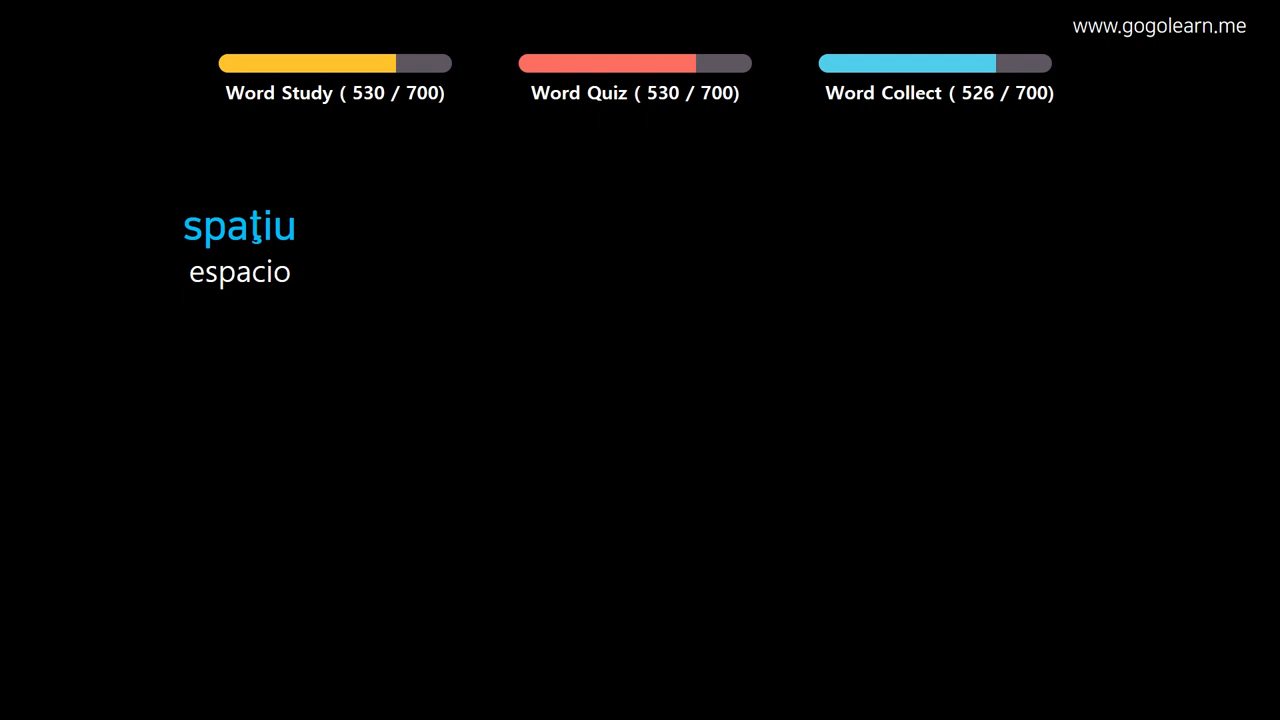 www.gogolearn.me
Word Study ( 530 / 700)
Word Quiz ( 530 / 700)
Word Collect ( 526 / 700)
spaţiu
espacio